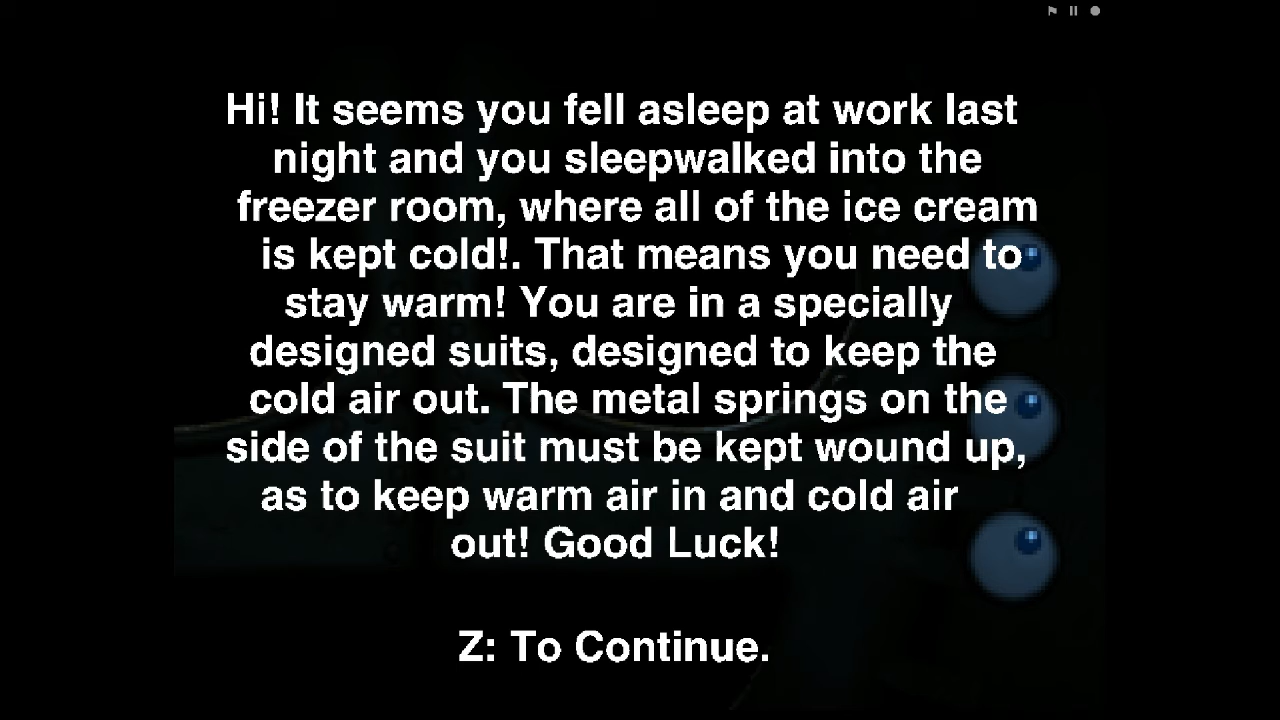 Hi! It seems you fell asleep at work last
night and you sleepwalked into the
freezer room, where all of the ice cream
is kept cold!. That means you need to
stay warm! You are in a specially
designed suits, designed to keep the
cold air out. The metal springs on the
side of the suit must be kept wound up,
as to keep warm air in and cold air
out! Good Luck!
Z: To Continue.